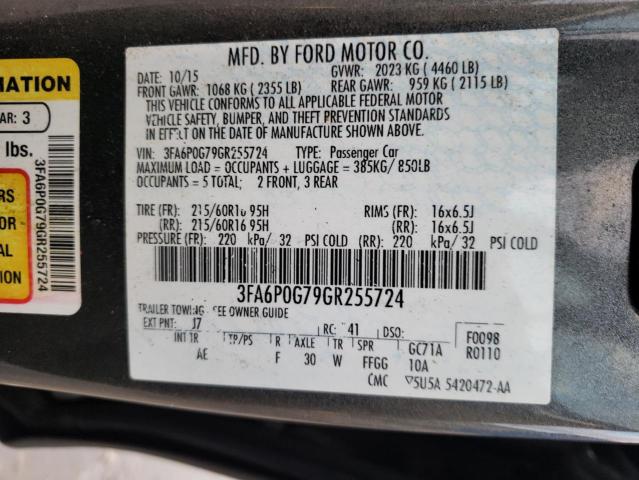 MFD. BY FORD MOTOR CO.
DATE: 10/15 GVWR: 2023 KG ( 4460 LB)
FRONT GAWR: 1068 KG ( 2355 LB) REAR GAWR: 959 KG ( 2115 LB)
THIS VEHICLE CONFORMS TO ALL APPLICABLE FEDERAL MOTOR
VEHICLE SAFETY, BUMPER, AND THEFT PREVENTION STANDARDS
IN EFFECT ON THE DATE OF MANUFACTURE SHOWN ABOVE.
VIN: 3FA6P0G79GR255724 TYPE: Passenger Car
MAXIMUM LOAD = OCCUPANTS + LUGGAGE = 385KG/ 850LB
OCCUPANTS = 5 TOTAL; 2 FRONT, 3 REAR
TIRE (FR): 215/60R16 95H RIMS (FR): 16x6.5J
(RR): 215/60R16 95H (RR): 16x6.5J
PRESSURE (FR): 220 kPa/ 32 PSI COLD (RR): 220 kPa/ 32 PSI COLD
3FA6P0G79GR255724
TRAILER TOWING - SEE OWNER GUIDE
EXT PNT: J7 RC: 41 DSO: F0098
INT TR TP/PS R AXLE TR SPR GC71A R0110
AE F 30 W FFGG 10A
CMC 5U5A 5420472-AA
MATION
AR: 3
lbs.
RS
OR
AL
ION
3FA6P0G79GR255724